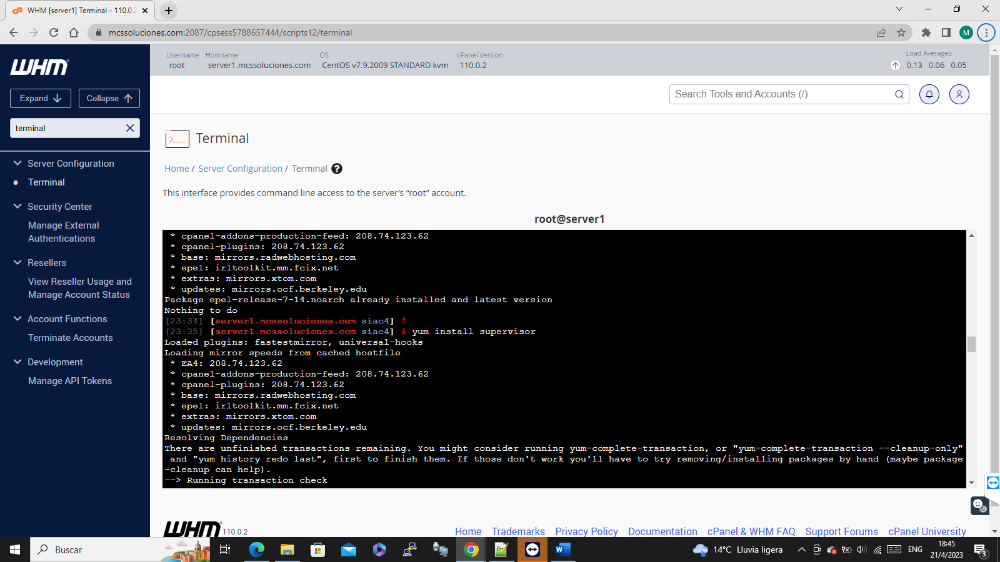 WHM [server1] Terminal - 110.0.2
mcssoluciones.com:2087/cpsess5788657444/scripts12/terminal
M
WHM
Expand
Collapse
terminal
Server Configuration
Terminal
Security Center
Manage External
Authentications
Resellers
View Reseller Usage and
Manage Account Status
Account Functions
Terminate Accounts
Development
Manage API Tokens
Username Hostname OS cPanel Version
root server1.mcssoluciones.com CentOS v7.9.2009 STANDARD kvm 110.0.2
Load Averages
0.13 0.06 0.05
Search Tools and Accounts (/)
Terminal
Home / Server Configuration / Terminal ?
This interface provides command line access to the server’s “root” account.
root@server1
* cpanel-addons-production-feed: 208.74.123.62
* cpanel-plugins: 208.74.123.62
* base: mirrors.radwebhosting.com
* epel: irltoolkit.mm.fcix.net
* extras: mirrors.xtom.com
* updates: mirrors.ocf.berkeley.edu
Package epel-release-7-14.noarch already installed and latest version
Nothing to do
[23:34] [server1.mcssoluciones.com siac4] #
[23:35] [server1.mcssoluciones.com siac4] # yum install supervisor
Loaded plugins: fastestmirror, universal-hooks
Loading mirror speeds from cached hostfile
* EA4: 208.74.123.62
* cpanel-addons-production-feed: 208.74.123.62
* cpanel-plugins: 208.74.123.62
* base: mirrors.radwebhosting.com
* epel: irltoolkit.mm.fcix.net
* extras: mirrors.xtom.com
* updates: mirrors.ocf.berkeley.edu
Resolving Dependencies
There are unfinished transactions remaining. You might consider running yum-complete-transaction, or "yum-complete-transaction --cleanup-only"
and "yum history redo last", first to finish them. If those don't work you'll have to try removing/installing packages by hand (maybe package
-cleanup can help).
--> Running transaction check
WHM 110.0.2
Home Trademarks Privacy Policy Documentation cPanel & WHM FAQ Support Forums cPanel University
Buscar
14°C Lluvia ligera
ENG
18:45
21/4/2023
3